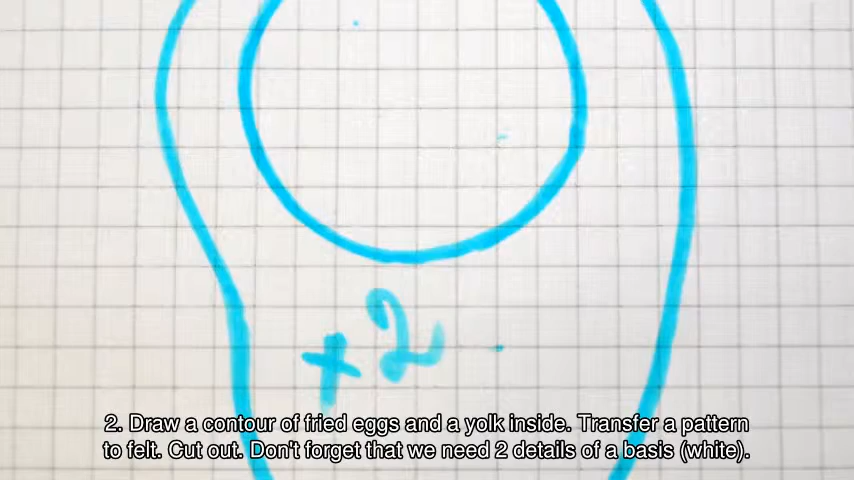 ×2
2. Draw a contour of fried eggs and a yolk inside. Transfer a pattern
to felt. Cut out. Don't forget that we need 2 details of a basis (white).